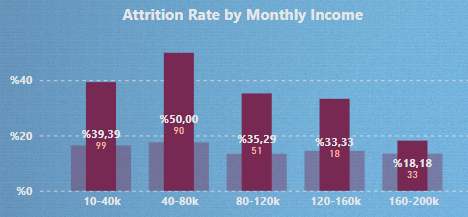 Attrition Rate by Monthly Income
%40
%20
%0
%39,39
99
%50,00
90
%35,29
51
%33,33
18
%18,18
33
10-40k
40-80k
80-120k
120-160k
160-200k